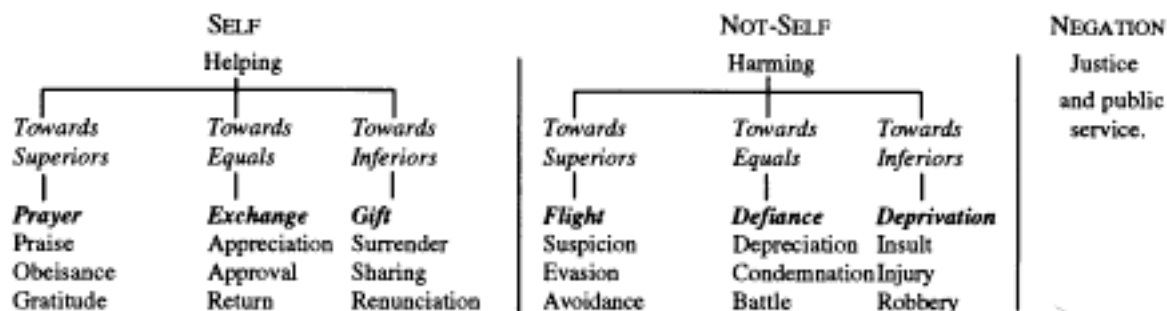 SELF NOT-SELF NEGATION
Helping Harming Justice
and public
Towards Towards Towards Towards Towards Towards service.
Superiors Equals Inferiors Superiors Equals Inferiors
Prayer Exchange Gift Flight Defiance Deprivation
Praise Appreciation Surrender Suspicion Depreciation Insult
Obeisance Approval Sharing Evasion Condemnation Injury
Gratitude Return Renunciation Avoidance Battle Robbery